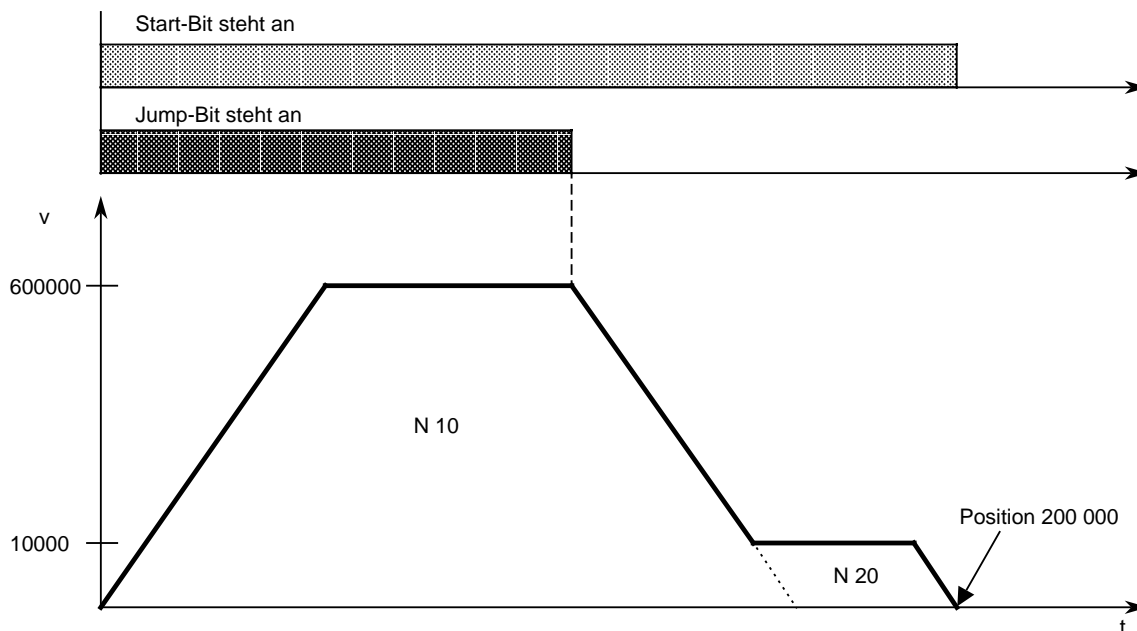 Start-Bit steht an
Jump-Bit steht an
v
600000
N 10
10000
Position 200 000
N 20
t